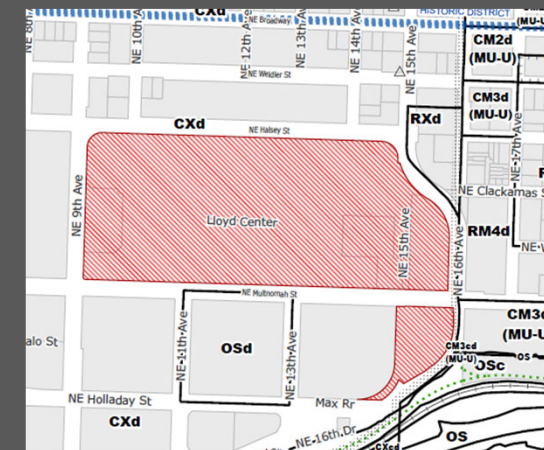 CXd
HISTORIC DISTRICT
NE Broadway
(MU-U)
NE 10th Ave
NE 12th Ave
NE 13th Ave
NE 14th Ave
NE 15th Ave
CM2d
(MU-U)
NE Weidler St
CM3d
(MU-U)
CXd
NE Halsey St
RXd
NE 17th Ave
NE Clackamas S
NE 9th Ave
Lloyd Center
NE 15th Ave
NE 16th Ave
RM4d
NE Multnomah St
NE 11th Ave
NE 13th Ave
OSd
CM3d
(MU-U)
alo St
CM3cd
(MU-U)
OS
OSc
NE Holladay St
Max Rr
CXd
NE 16th Dr
OS
CXcd